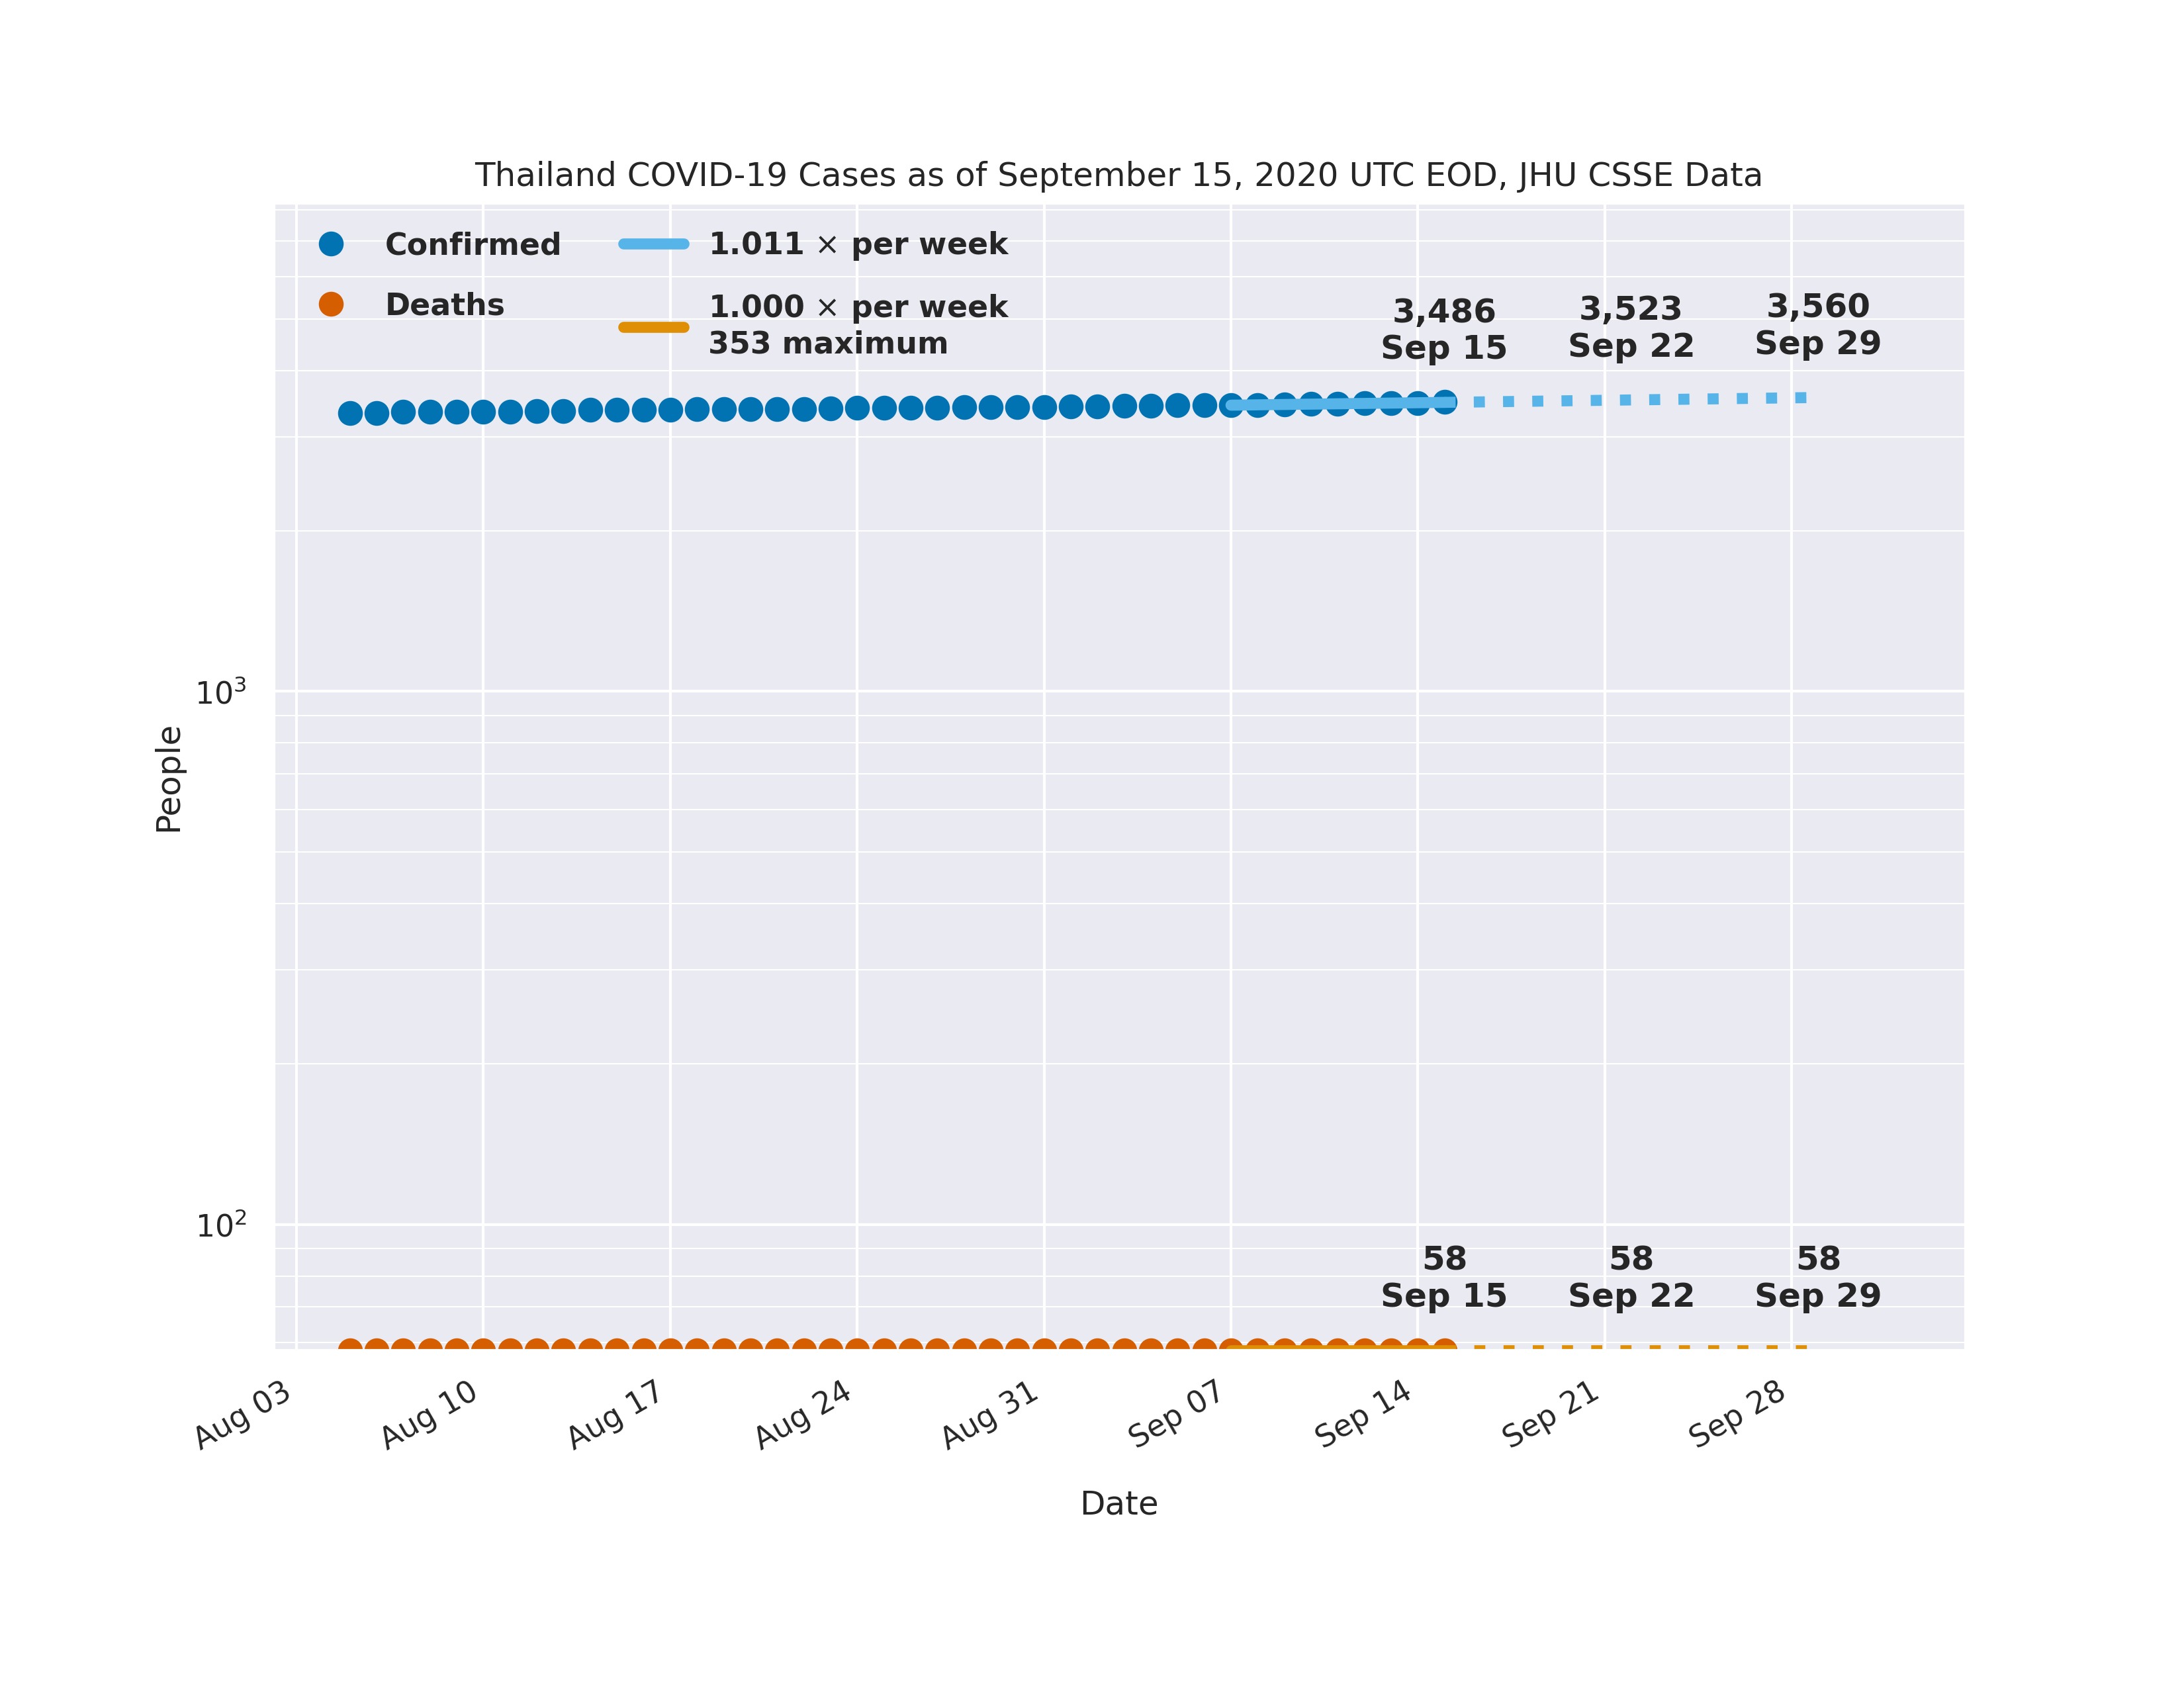 Thailand COVID-19 Cases as of September 15, 2020 UTC EOD, JHU CSSE Data
Confirmed
Deaths
1.011 × per week
1.000 × per week
353 maximum
3,486
Sep 15
3,523
Sep 22
3,560
Sep 29
10³
10²
People
58
Sep 15
58
Sep 22
58
Sep 29
Aug 03
Aug 10
Aug 17
Aug 24
Aug 31
Sep 07
Sep 14
Sep 21
Sep 28
Date